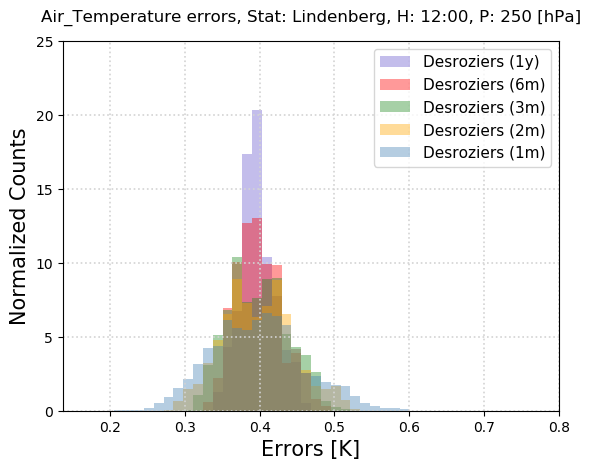 Air_Temperature errors, Stat: Lindenberg, H: 12:00, P: 250 [hPa]
Normalized Counts
25
20
15
10
5
0
Desroziers (1y)
Desroziers (6m)
Desroziers (3m)
Desroziers (2m)
Desroziers (1m)
0.2 0.3 0.4 0.5 0.6 0.7 0.8
Errors [K]